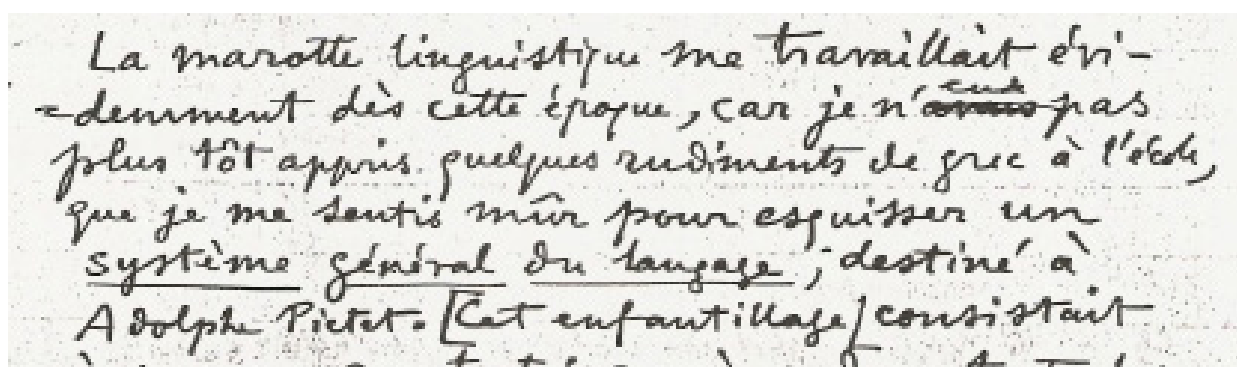 La marotte linguistique me travaillait évi-
=demment dès cette époque, car je n'eus pas
plus tôt appris quelques rudiments de grec à l'école,
que je me sentis mûr pour esquisser un
système général du langage, destiné à
Adolphe Pictet. [Cet enfantillage] consistait